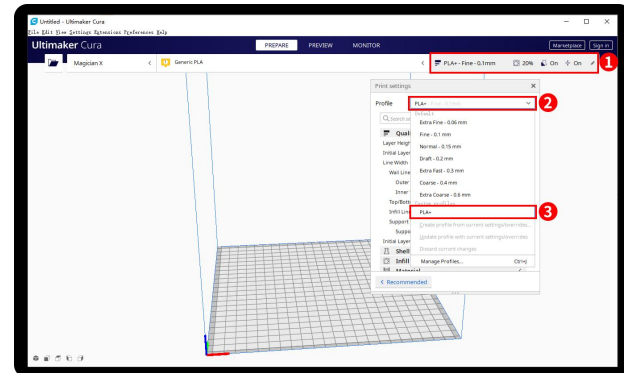 Untitled - Ultimaker Cura
File Edit View Settings Extensions Preferences Help
Ultimaker Cura
PREPARE
PREVIEW
MONITOR
Marketplace
Sign in
Magician X
Generic PLA
PLA+ - Fine - 0.1mm
20%
On
On
1
Print settings
Profile
PLA+
2
Default
Extra Fine - 0.06 mm
Fine - 0.1 mm
Normal - 0.15 mm
Draft - 0.2 mm
Extra Fast - 0.3 mm
Coarse - 0.4 mm
Extra Coarse - 0.6 mm
Custom profiles
PLA+
3
Create profile from current settings/overrides...
Update profile with current settings/overrides
Discard current changes
Manage Profiles...
Ctrl+J
Quali
Layer Heigh
Initial Layer
Line Width
Wall Line
Outer
Inner
Top/Bott
Infill Line
Support
Suppo
Initial Layer
Shell
Infill
Material
< Recommended